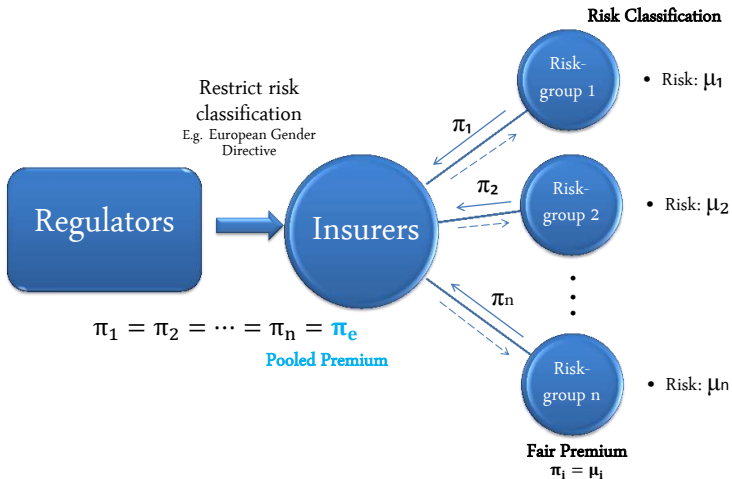 Risk Classification
Restrict risk
classification
E.g. European Gender
Directive
Regulators
Insurers
π₁
π₂
πn
Risk-
group 1
• Risk: μ₁
Risk-
group 2
• Risk: μ₂
Risk-
group n
• Risk: μn
π₁ = π₂ = ⋯ = πₙ = πₑ
Pooled Premium
Fair Premium
πᵢ = μᵢ